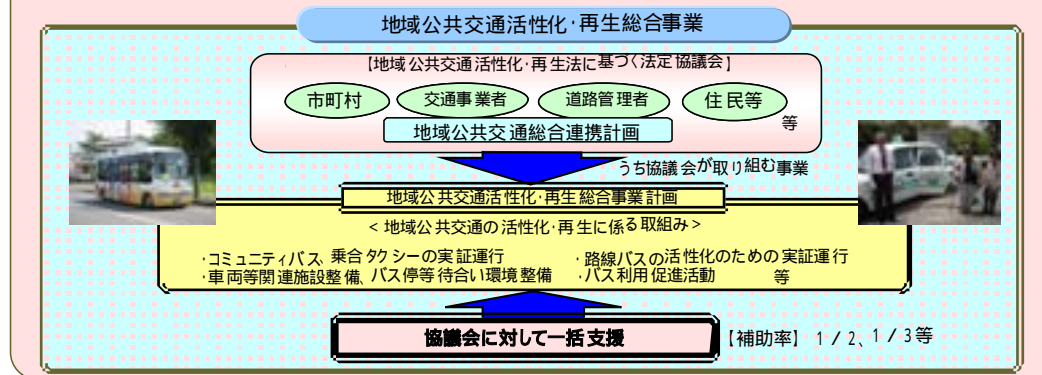 地域公共交通活性化・再生総合事業
【地域公共交通活性化・再生法に基づく法定協議会】
市町村 交通事業者 道路管理者 住民等 等
地域公共交通総合連携計画
うち協議会が取り組む事業
地域公共交通活性化・再生総合事業計画
<地域公共交通の活性化・再生に係る取組み>
・コミュニティバス、乗合タクシーの実証運行 ・路線バスの活性化のための実証運行
・車両等関連施設整備、バス停等待合い環境整備 ・バス利用促進活動 等
協議会に対して一括支援 【補助率】 1/2、1/3等